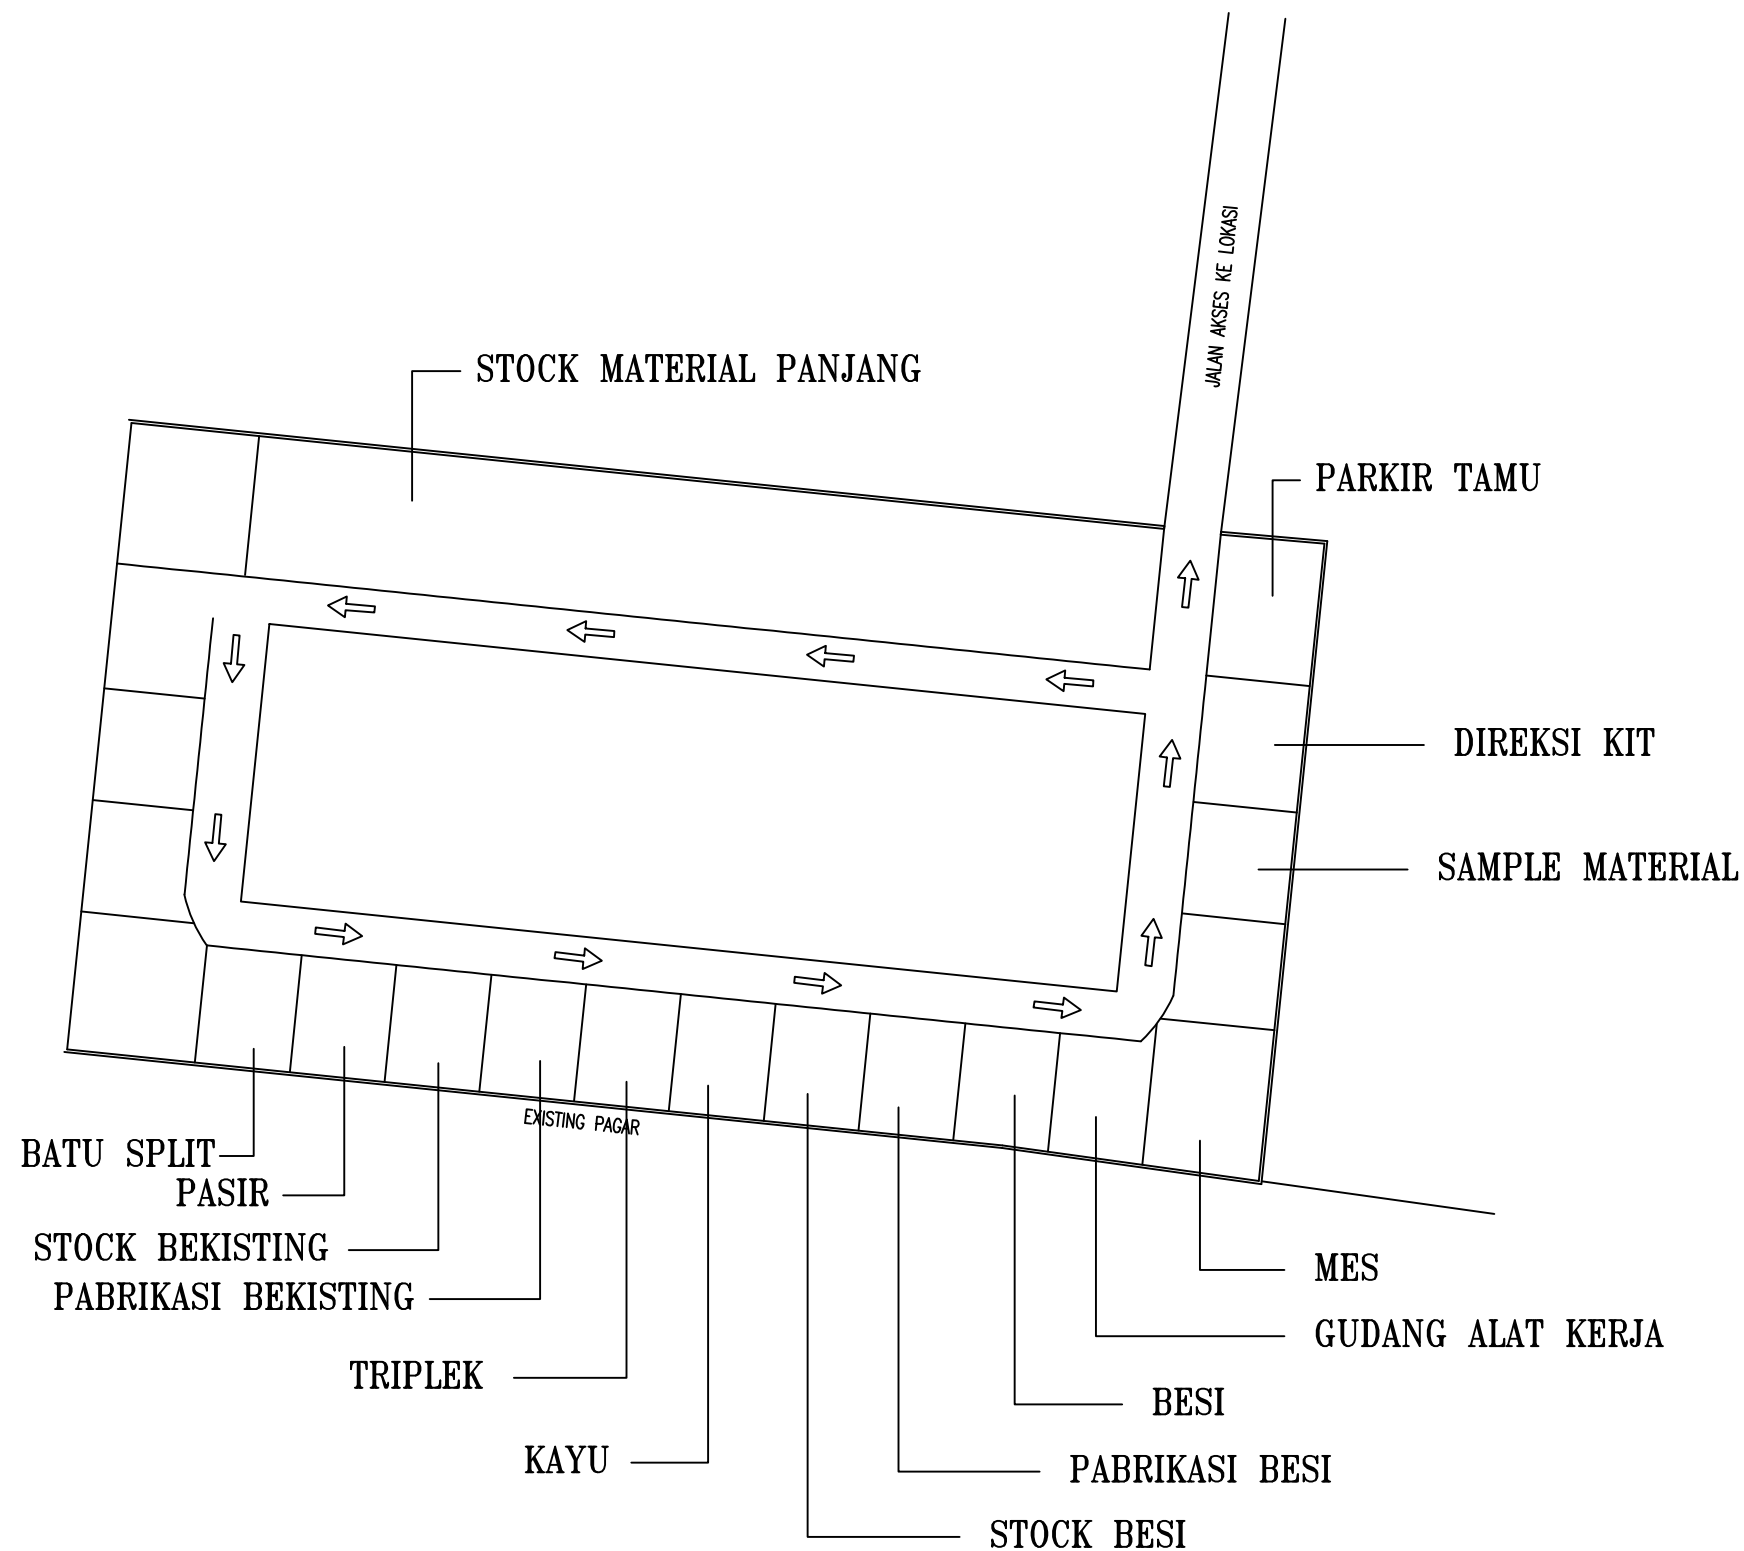 JALAN AKSES KE LOKASI
STOCK MATERIAL PANJANG
PARKIR TAMU
DIREKSI KIT
SAMPLE MATERIAL
EXISTING PAGAR
BATU SPLIT
PASIR
STOCK BEKISTING
PABRIKASI BEKISTING
TRIPLEK
KAYU
MES
GUDANG ALAT KERJA
BESI
PABRIKASI BESI
STOCK BESI